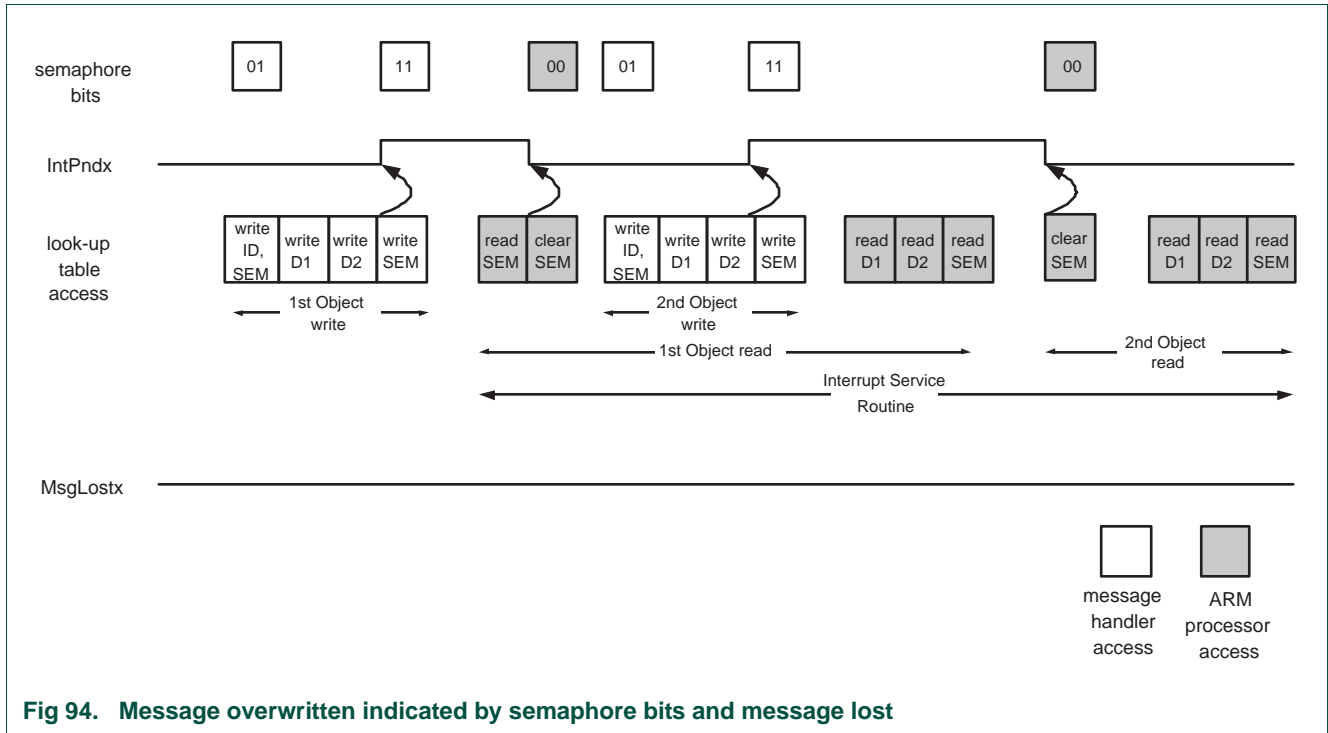 semaphore
bits
01
11
00
01
11
00
IntPndx
look-up
table
access
write
ID,
SEM
write
D1
write
D2
write
SEM
read
SEM
clear
SEM
write
ID,
SEM
write
D1
write
D2
write
SEM
read
D1
read
D2
read
SEM
clear
SEM
read
D1
read
D2
read
SEM
1st Object
write
2nd Object
write
1st Object read
2nd Object
read
Interrupt Service
Routine
MsgLostx
message
handler
access
ARM
processor
access
Fig 94. Message overwritten indicated by semaphore bits and message lost